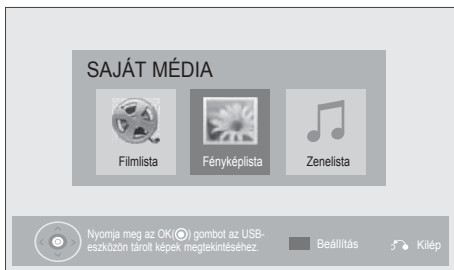 SAJÁT MÉDIA
Filmlista
Fényképlista
Zenelista
Nyomja meg az OK(◉) gombot az USB-
eszközön tárolt képek megtekintéséhez.
Beállítás
Kilép